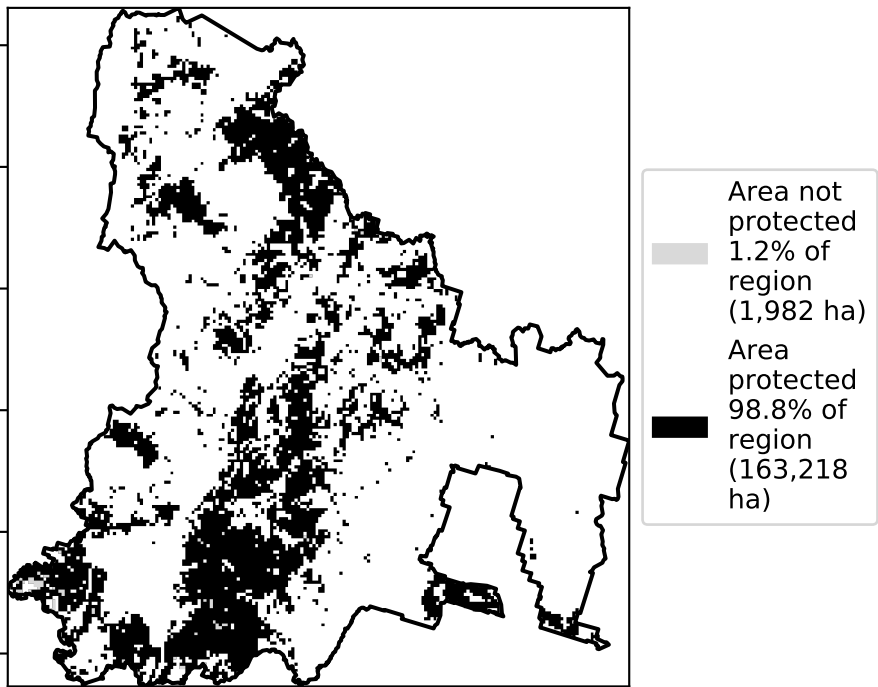 Area not
protected
1.2% of
region
(1,982 ha)
Area
protected
98.8% of
region
(163,218
ha)